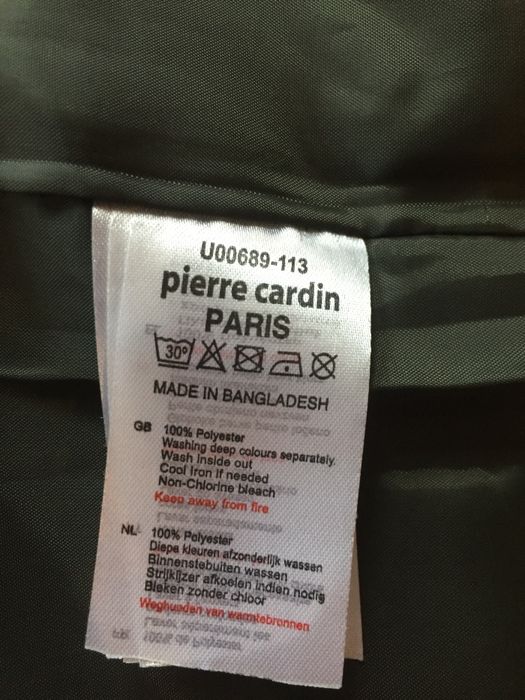 U00689-113
pierre cardin
PARIS
30°
MADE IN BANGLADESH
GB 100% Polyester
Washing deep colours separately.
Wash inside out
Cool Iron if needed
Non-Chlorine bleach
Keep away from fire
NL 100% Polyester
Diepe kleuren afzonderlijk wassen
Binnenstebuiten wassen
Strijkijzer afkoelen indien nodig
Bleken zonder chloor
Weghuoden van warmtebronnen